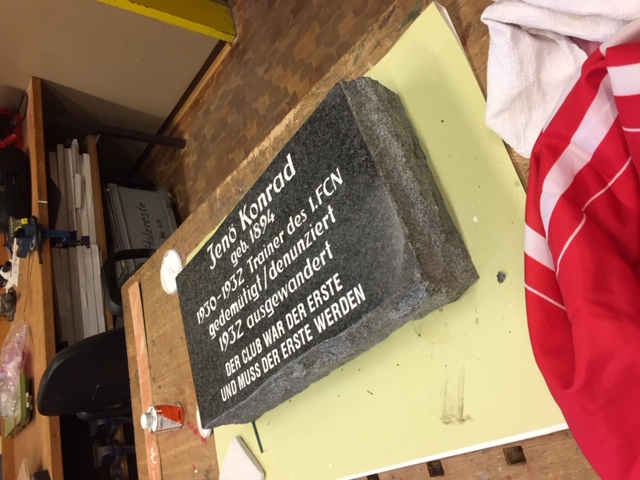 Jenö Konrad
geb. 1894
1930-1932 Trainer des 1.FCN
gedemütigt/denunziert
1932 ausgewandert
DER CLUB WAR DER ERSTE
UND MUSS DER ERSTE WERDEN
Holzreste